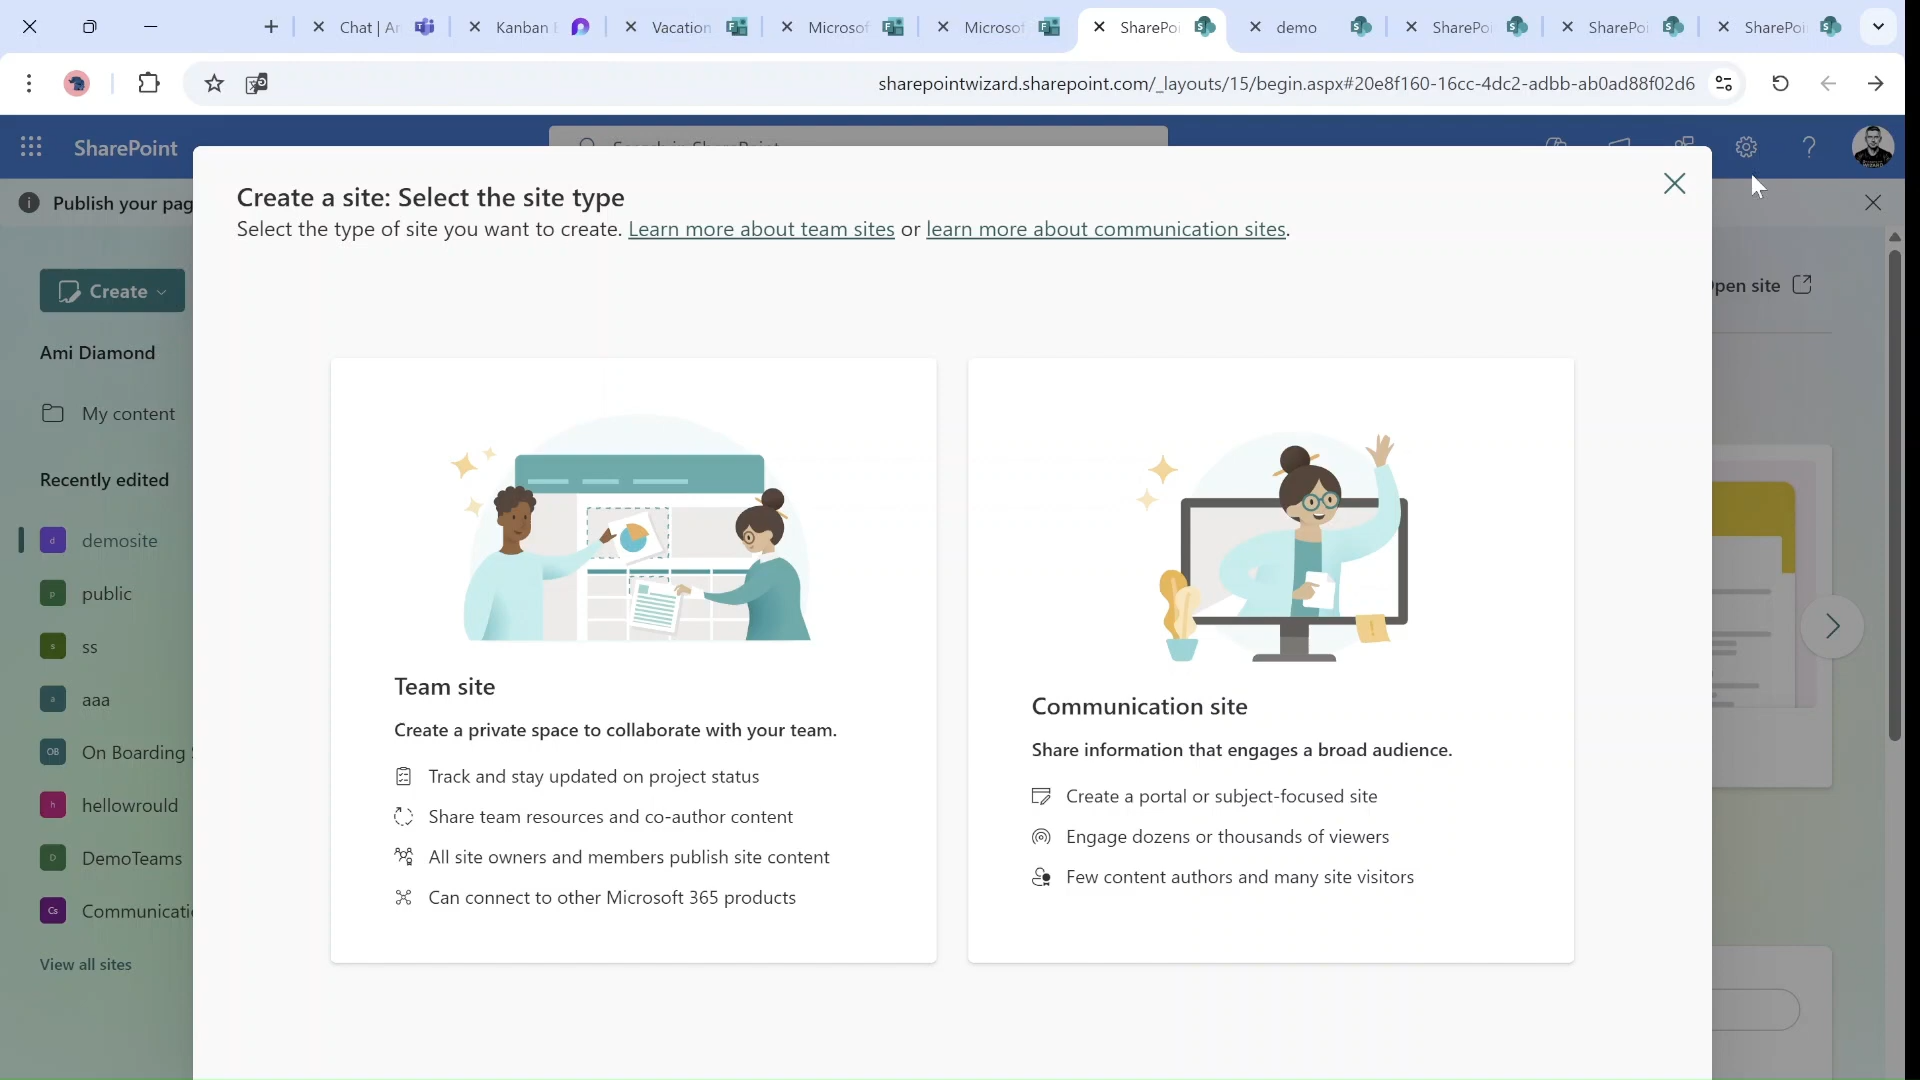 Chat | A
Kanban
Vacation
Microsof
Microsof
SharePoi
demo
SharePoi
SharePoi
SharePoi
sharepointwizard.sharepoint.com/_layouts/15/begin.aspx#20e8f160-16cc-4dc2-adbb-ab0ad88f02d6
SharePoint
Search in SharePoint
Publish your pag
Create a site: Select the site type
Select the type of site you want to create. Learn more about team sites or learn more about communication sites.
Create
pen site
Ami Diamond
My content
Recently edited
d demosite
p public
s ss
a aaa
OB On Boarding
h hellowrould
D DemoTeams
Cs Communicati
View all sites
Team site
Create a private space to collaborate with your team.
Track and stay updated on project status
Share team resources and co-author content
All site owners and members publish site content
Can connect to other Microsoft 365 products
Communication site
Share information that engages a broad audience.
Create a portal or subject-focused site
Engage dozens or thousands of viewers
Few content authors and many site visitors